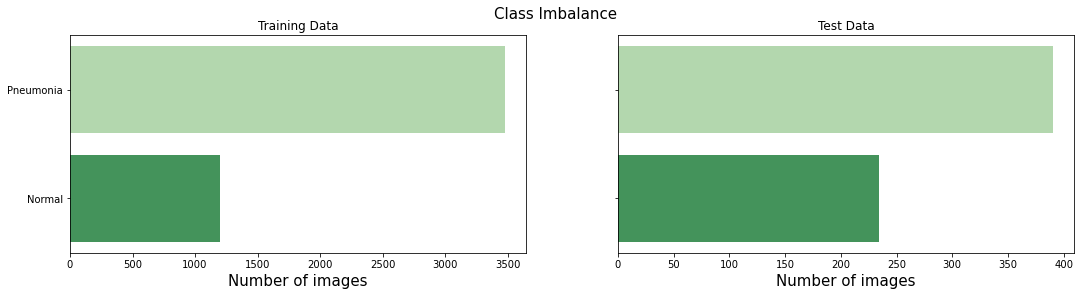 Class Imbalance
Training Data
Pneumonia
Normal
0 500 1000 1500 2000 2500 3000 3500
Number of images
Test Data
0 50 100 150 200 250 300 350 400
Number of images